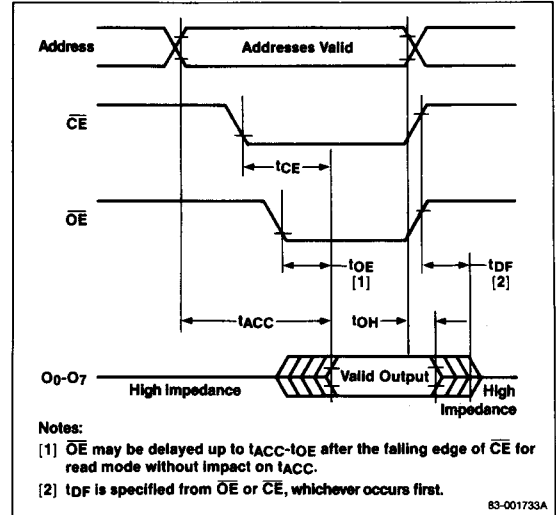 Address
Addresses Valid
CE
tCE
OE
tOE
[1]
tDF
[2]
tACC
tOH
O0-O7
High Impedance
Valid Output
High
Impedance
Notes:
[1] OE may be delayed up to tACC-tOE after the falling edge of CE for
read mode without impact on tACC.
[2] tDF is specified from OE or CE, whichever occurs first.
83-001733A